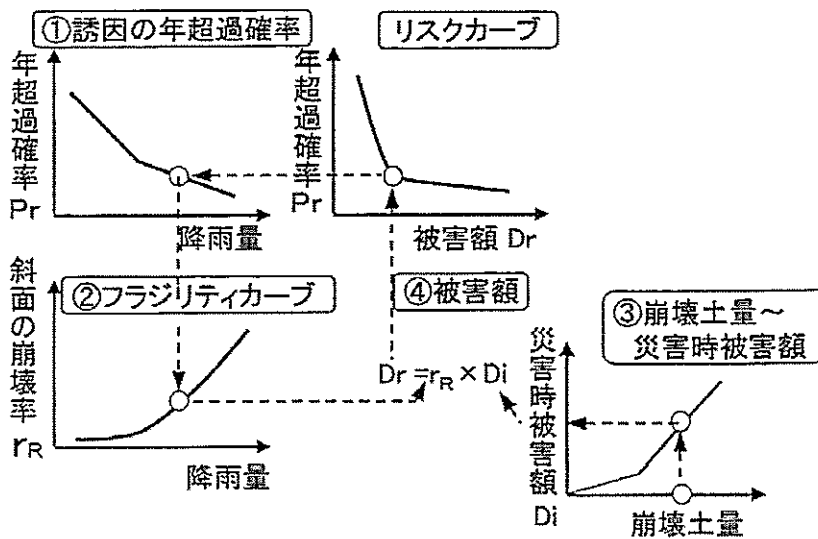 ①誘因の年超過確率
リスクカーブ
年超過確率
Pr
降雨量
年超過確率
Pr
被害額 Dr
②フラジリティカーブ
斜面の崩壊率
rR
降雨量
④被害額
Dr=rR×Di
③崩壊土量～
災害時被害額
災害時被害額
Di
崩壊土量